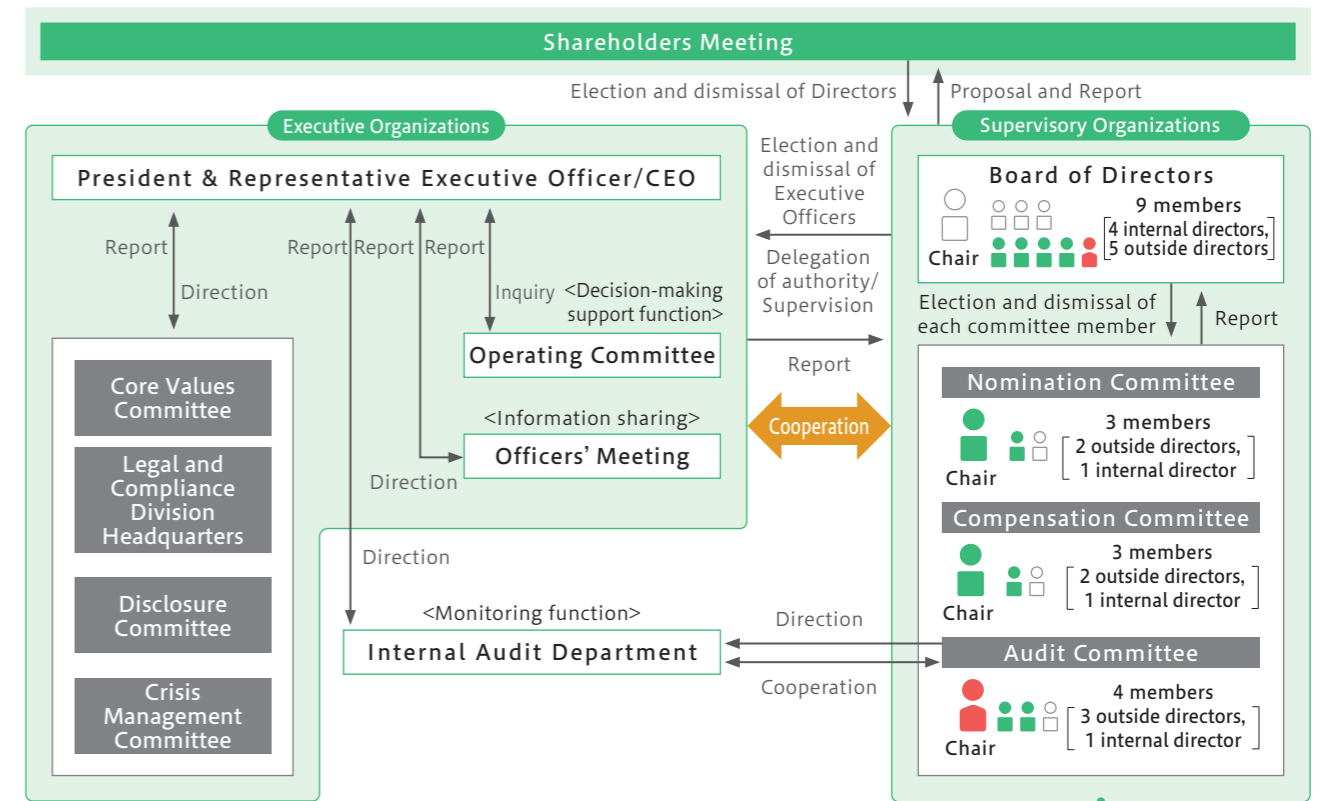 Shareholders Meeting
Election and dismissal of Directors
Proposal and Report
Executive Organizations
Supervisory Organizations
President & Representative Executive Officer/CEO
Report
Direction
Report
Report
Report
Inquiry
<Decision-making
support function>
Operating Committee
<Information sharing>
Officers' Meeting
Direction
Direction
Core Values
Committee
Legal and
Compliance
Division
Headquarters
Disclosure
Committee
Crisis
Management
Committee
<Monitoring function>
Internal Audit Department
Election and
dismissal of
Executive
Officers
Delegation
of authority/
Supervision
Report
Cooperation
Direction
Cooperation
Board of Directors
Chair
9 members
4 internal directors,
5 outside directors
Election and dismissal of
each committee member
Report
Nomination Committee
Chair
3 members
2 outside directors,
1 internal director
Compensation Committee
Chair
3 members
2 outside directors,
1 internal director
Audit Committee
Chair
4 members
3 outside directors,
1 internal director